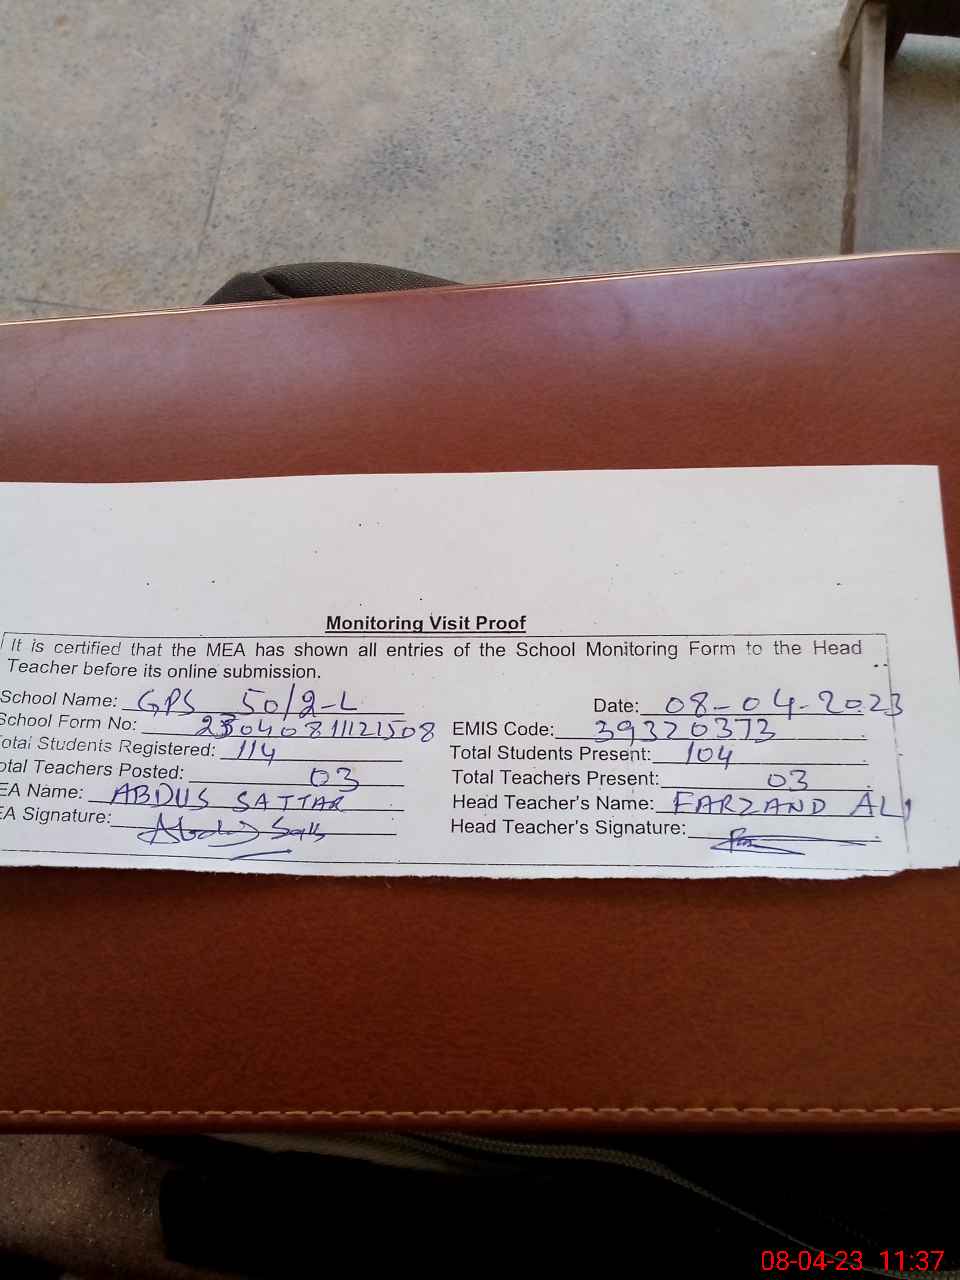 Monitoring Visit Proof
It is certified that the MEA has shown all entries of the School Monitoring Form to the Head
Teacher before its online submission.
School Name: GPS 50/2-L Date: 08-04-2023
School Form No: 23040811121508 EMIS Code: 39320373
Total Students Registered: 114 Total Students Present: 104
otal Teachers Posted: 03 Total Teachers Present: 03
EA Name: ABDUS SATTAR Head Teacher's Name: FARZAND ALI
EA Signature: Head Teacher's Signature:
08-04-23 11:37